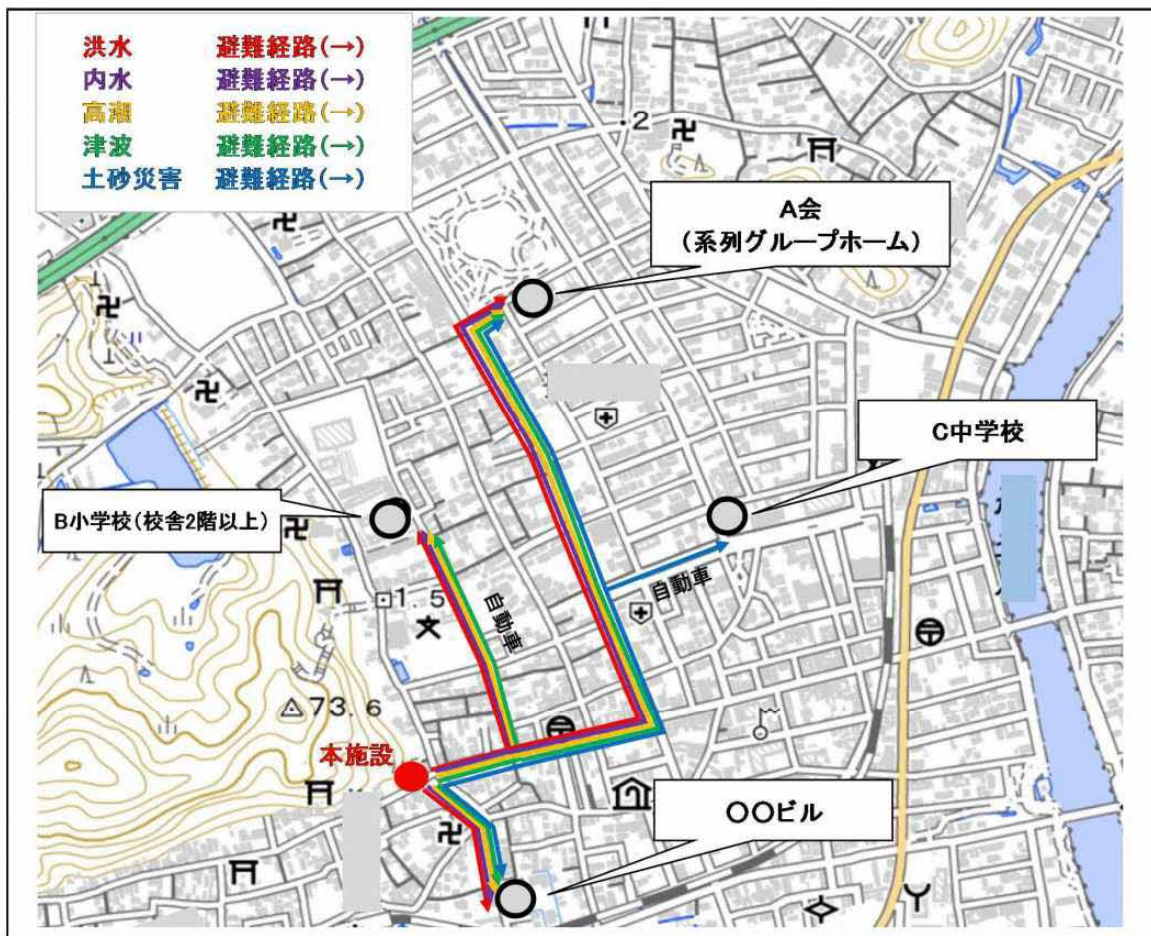 洪水 避難経路(→)
内水 避難経路(→)
高潮 避難経路(→)
津波 避難経路(→)
土砂災害 避難経路(→)
・2
A会
(系列グループホーム)
C中学校
B小学校(校舎2階以上)
1.5
自動車
自動車
73.6
本施設
〇〇ビル